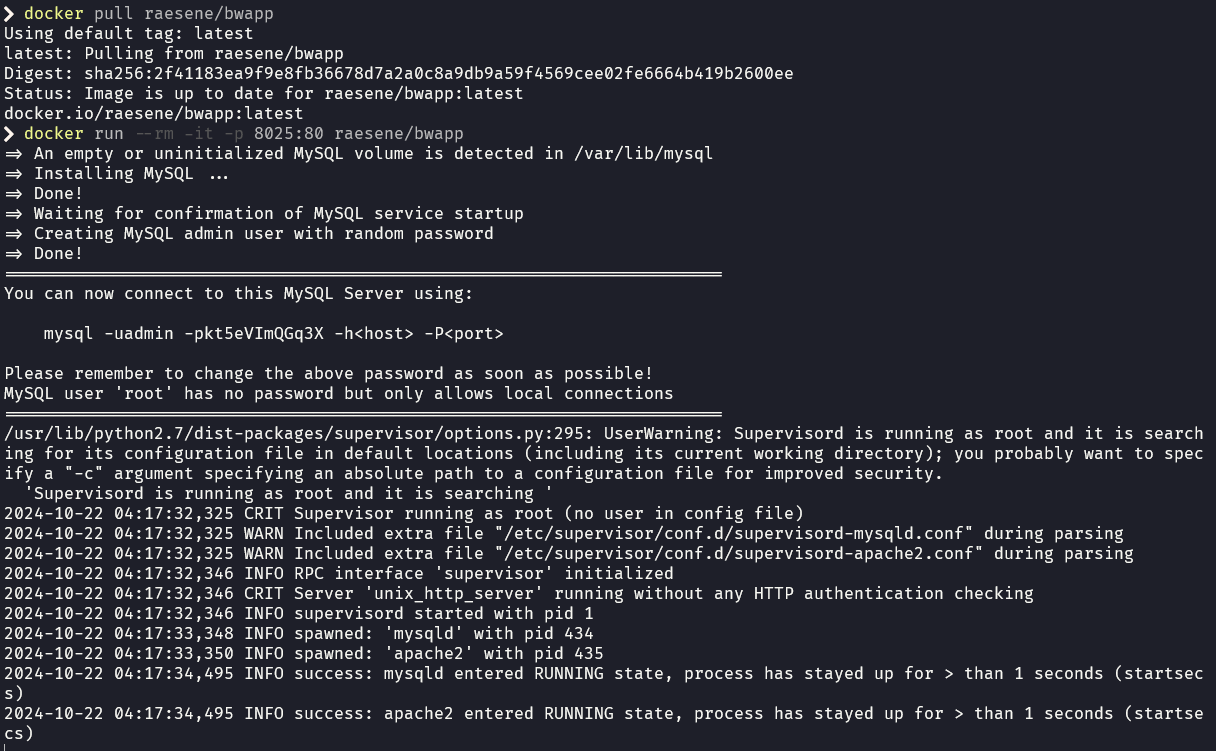 ❯ docker pull raesene/bwapp
Using default tag: latest
latest: Pulling from raesene/bwapp
Digest: sha256:2f41183ea9f9e8fb36678d7a2a0c8a9db9a59f4569cee02fe6664b419b2600ee
Status: Image is up to date for raesene/bwapp:latest
docker.io/raesene/bwapp:latest
❯ docker run --rm -it -p 8025:80 raesene/bwapp
=> An empty or uninitialized MySQL volume is detected in /var/lib/mysql
=> Installing MySQL ...
=> Done!
=> Waiting for confirmation of MySQL service startup
=> Creating MySQL admin user with random password
=> Done!
========================================================================
You can now connect to this MySQL Server using:
mysql -uadmin -pkt5eVImQGq3X -h<host> -P<port>
Please remember to change the above password as soon as possible!
MySQL user 'root' has no password but only allows local connections
========================================================================
/usr/lib/python2.7/dist-packages/supervisor/options.py:295: UserWarning: Supervisord is running as root and it is search
ing for its configuration file in default locations (including its current working directory); you probably want to spec
ify a "-c" argument specifying an absolute path to a configuration file for improved security.
'Supervisord is running as root and it is searching '
2024-10-22 04:17:32,325 CRIT Supervisor running as root (no user in config file)
2024-10-22 04:17:32,325 WARN Included extra file "/etc/supervisor/conf.d/supervisord-mysqld.conf" during parsing
2024-10-22 04:17:32,325 WARN Included extra file "/etc/supervisor/conf.d/supervisord-apache2.conf" during parsing
2024-10-22 04:17:32,346 INFO RPC interface 'supervisor' initialized
2024-10-22 04:17:32,346 CRIT Server 'unix_http_server' running without any HTTP authentication checking
2024-10-22 04:17:32,346 INFO supervisord started with pid 1
2024-10-22 04:17:33,348 INFO spawned: 'mysqld' with pid 434
2024-10-22 04:17:33,350 INFO spawned: 'apache2' with pid 435
2024-10-22 04:17:34,495 INFO success: mysqld entered RUNNING state, process has stayed up for > than 1 seconds (startsec
s)
2024-10-22 04:17:34,495 INFO success: apache2 entered RUNNING state, process has stayed up for > than 1 seconds (startse
cs)